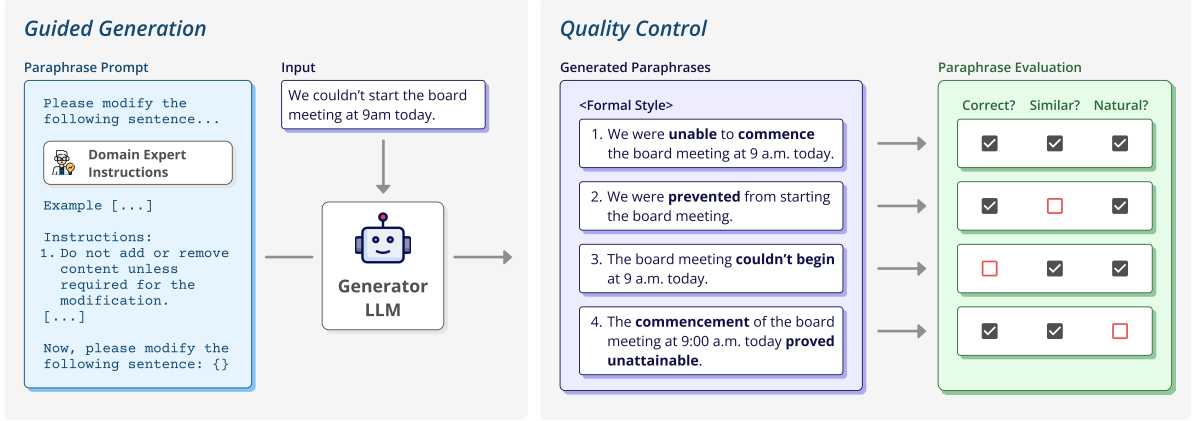 Guided Generation
Paraphrase Prompt
Please modify the
following sentence...
Domain Expert
Instructions
Example [...]
Instructions:
1. Do not add or remove
content unless
required for the
modification.
[...]
Now, please modify the
following sentence: {}
Input
We couldn’t start the board
meeting at 9am today.
Generator
LLM
Quality Control
Generated Paraphrases
<Formal Style>
1. We were unable to commence
the board meeting at 9 a.m. today.
2. We were prevented from starting
the board meeting.
3. The board meeting couldn’t begin
at 9 a.m. today.
4. The commencement of the board
meeting at 9:00 a.m. today proved
unattainable.
Paraphrase Evaluation
Correct? Similar? Natural?